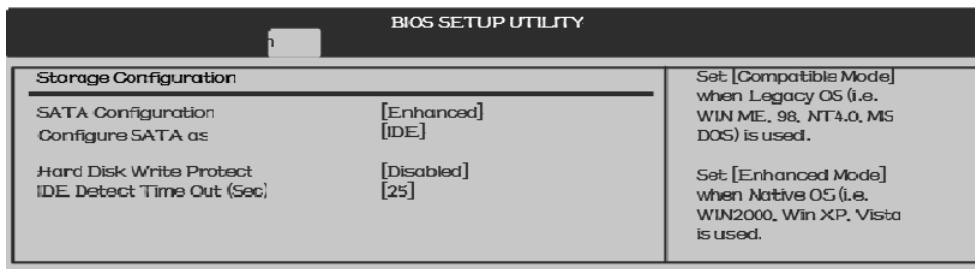 BIOS SETUP UTILITY
n
Storage Configuration
SATA Configuration [Enhanced]
Configure SATA as [IDE]
Hard Disk Write Protect [Disabled]
IDE Detect Time Out (Sec) [25]
Set [Compatible Mode]
when Legacy OS (i.e.
WIN ME, 98, NT4.0, MS
DOS) is used.
Set [Enhanced Mode]
when Native OS (i.e.
WIN2000, Win XP, Vista
is used.